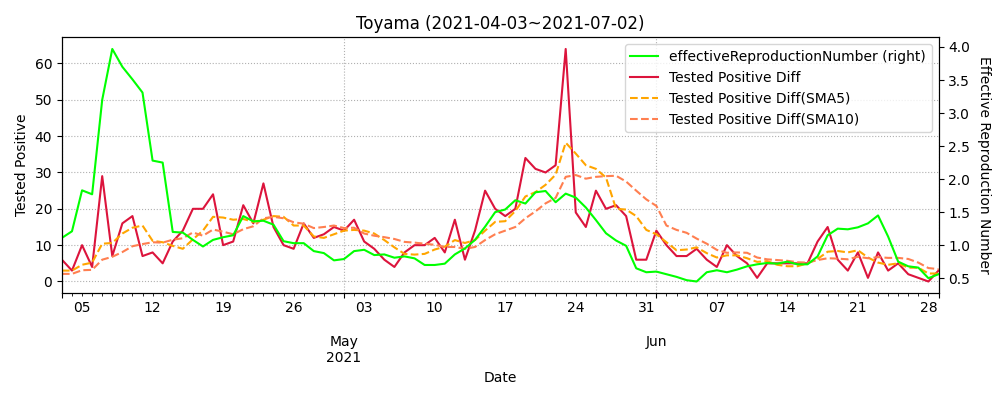 Toyama (2021-04-03~2021-07-02)
effectiveReproductionNumber (right)
Tested Positive Diff
Tested Positive Diff(SMA5)
Tested Positive Diff(SMA10)
Tested Positive
60
50
40
30
20
10
0
4.0
3.5
3.0
2.5
2.0
1.5
1.0
0.5
Effective Reproduction Number
05 12 19 26 03 10 17 24 31 07 14 21 28
May Jun
2021
Date